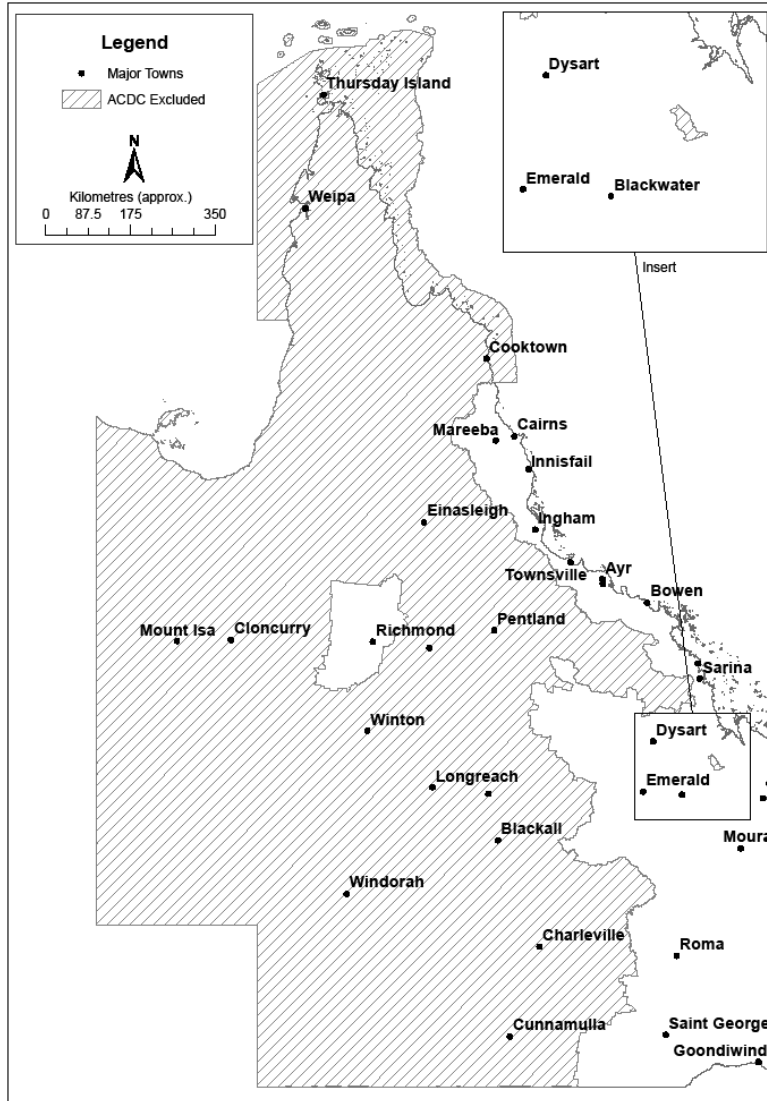 Legend
Major Towns
ACDC Excluded
N
Kilometres (approx.)
0 87.5 175 350
Dysart
Emerald
Blackwater
Insert
Thursday Island
Weipa
Cooktown
Mareeba
Cairns
Innisfail
Einasleigh
Ingham
Townsville
Ayr
Bowen
Mount Isa
Cloncurry
Richmond
Pentland
Sarina
Winton
Dysart
Longreach
Emerald
Blackall
Moura
Windorah
Charleville
Roma
Cunnamulla
Saint George
Goondiwind